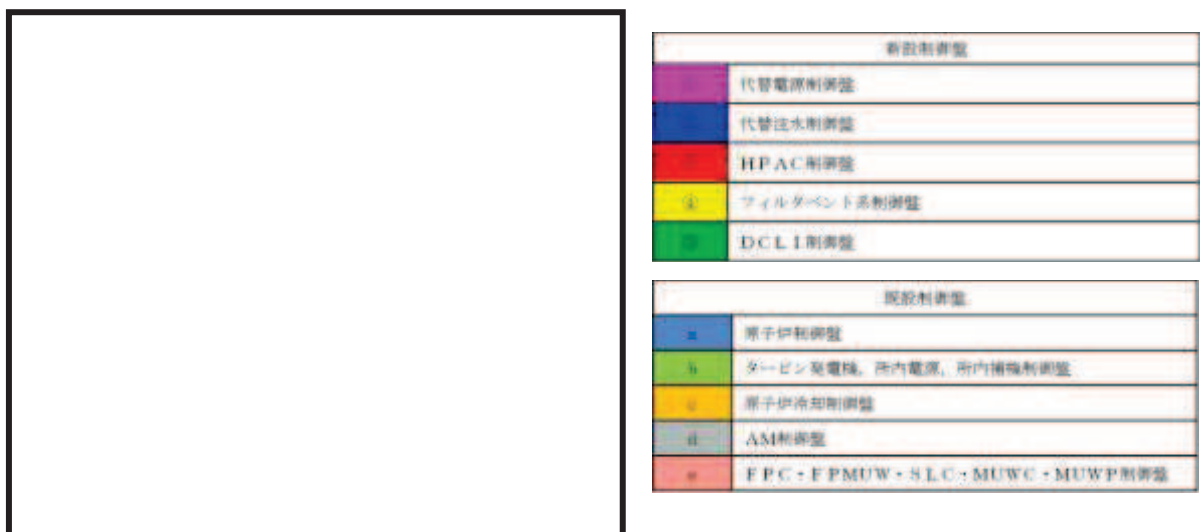 新設制御盤
代替電源制御盤
代替注水制御盤
HPAC制御盤
④ フィルタベント系制御盤
DCLI制御盤
既設制御盤
a 原子炉制御盤
b タービン発電機，所内電源，所内補機制御盤
c 原子炉冷却制御盤
d AM制御盤
e FPC・FPMUW・SLC・MUWC・MUWP制御盤